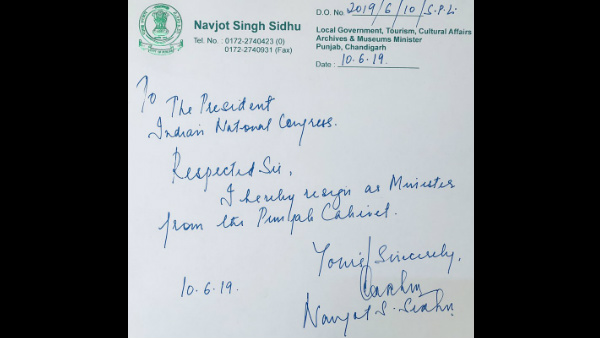 Navjot Singh Sidhu
Tel. No. : 0172-2740423 (0)
0172-2740931 (Fax)
D.O. No. 2019/6/10/S.P.L.
Local Government, Tourism, Cultural Affairs
Archives & Museums Minister
Punjab, Chandigarh
Date : 10.6.19.
To
The President
Indian National Congress.
Respected Sir,
I hereby resign as Minister
from the Punjab Cabinet.
Yours Sincerely,
10.6.19.
Navjot S. Sidhu.